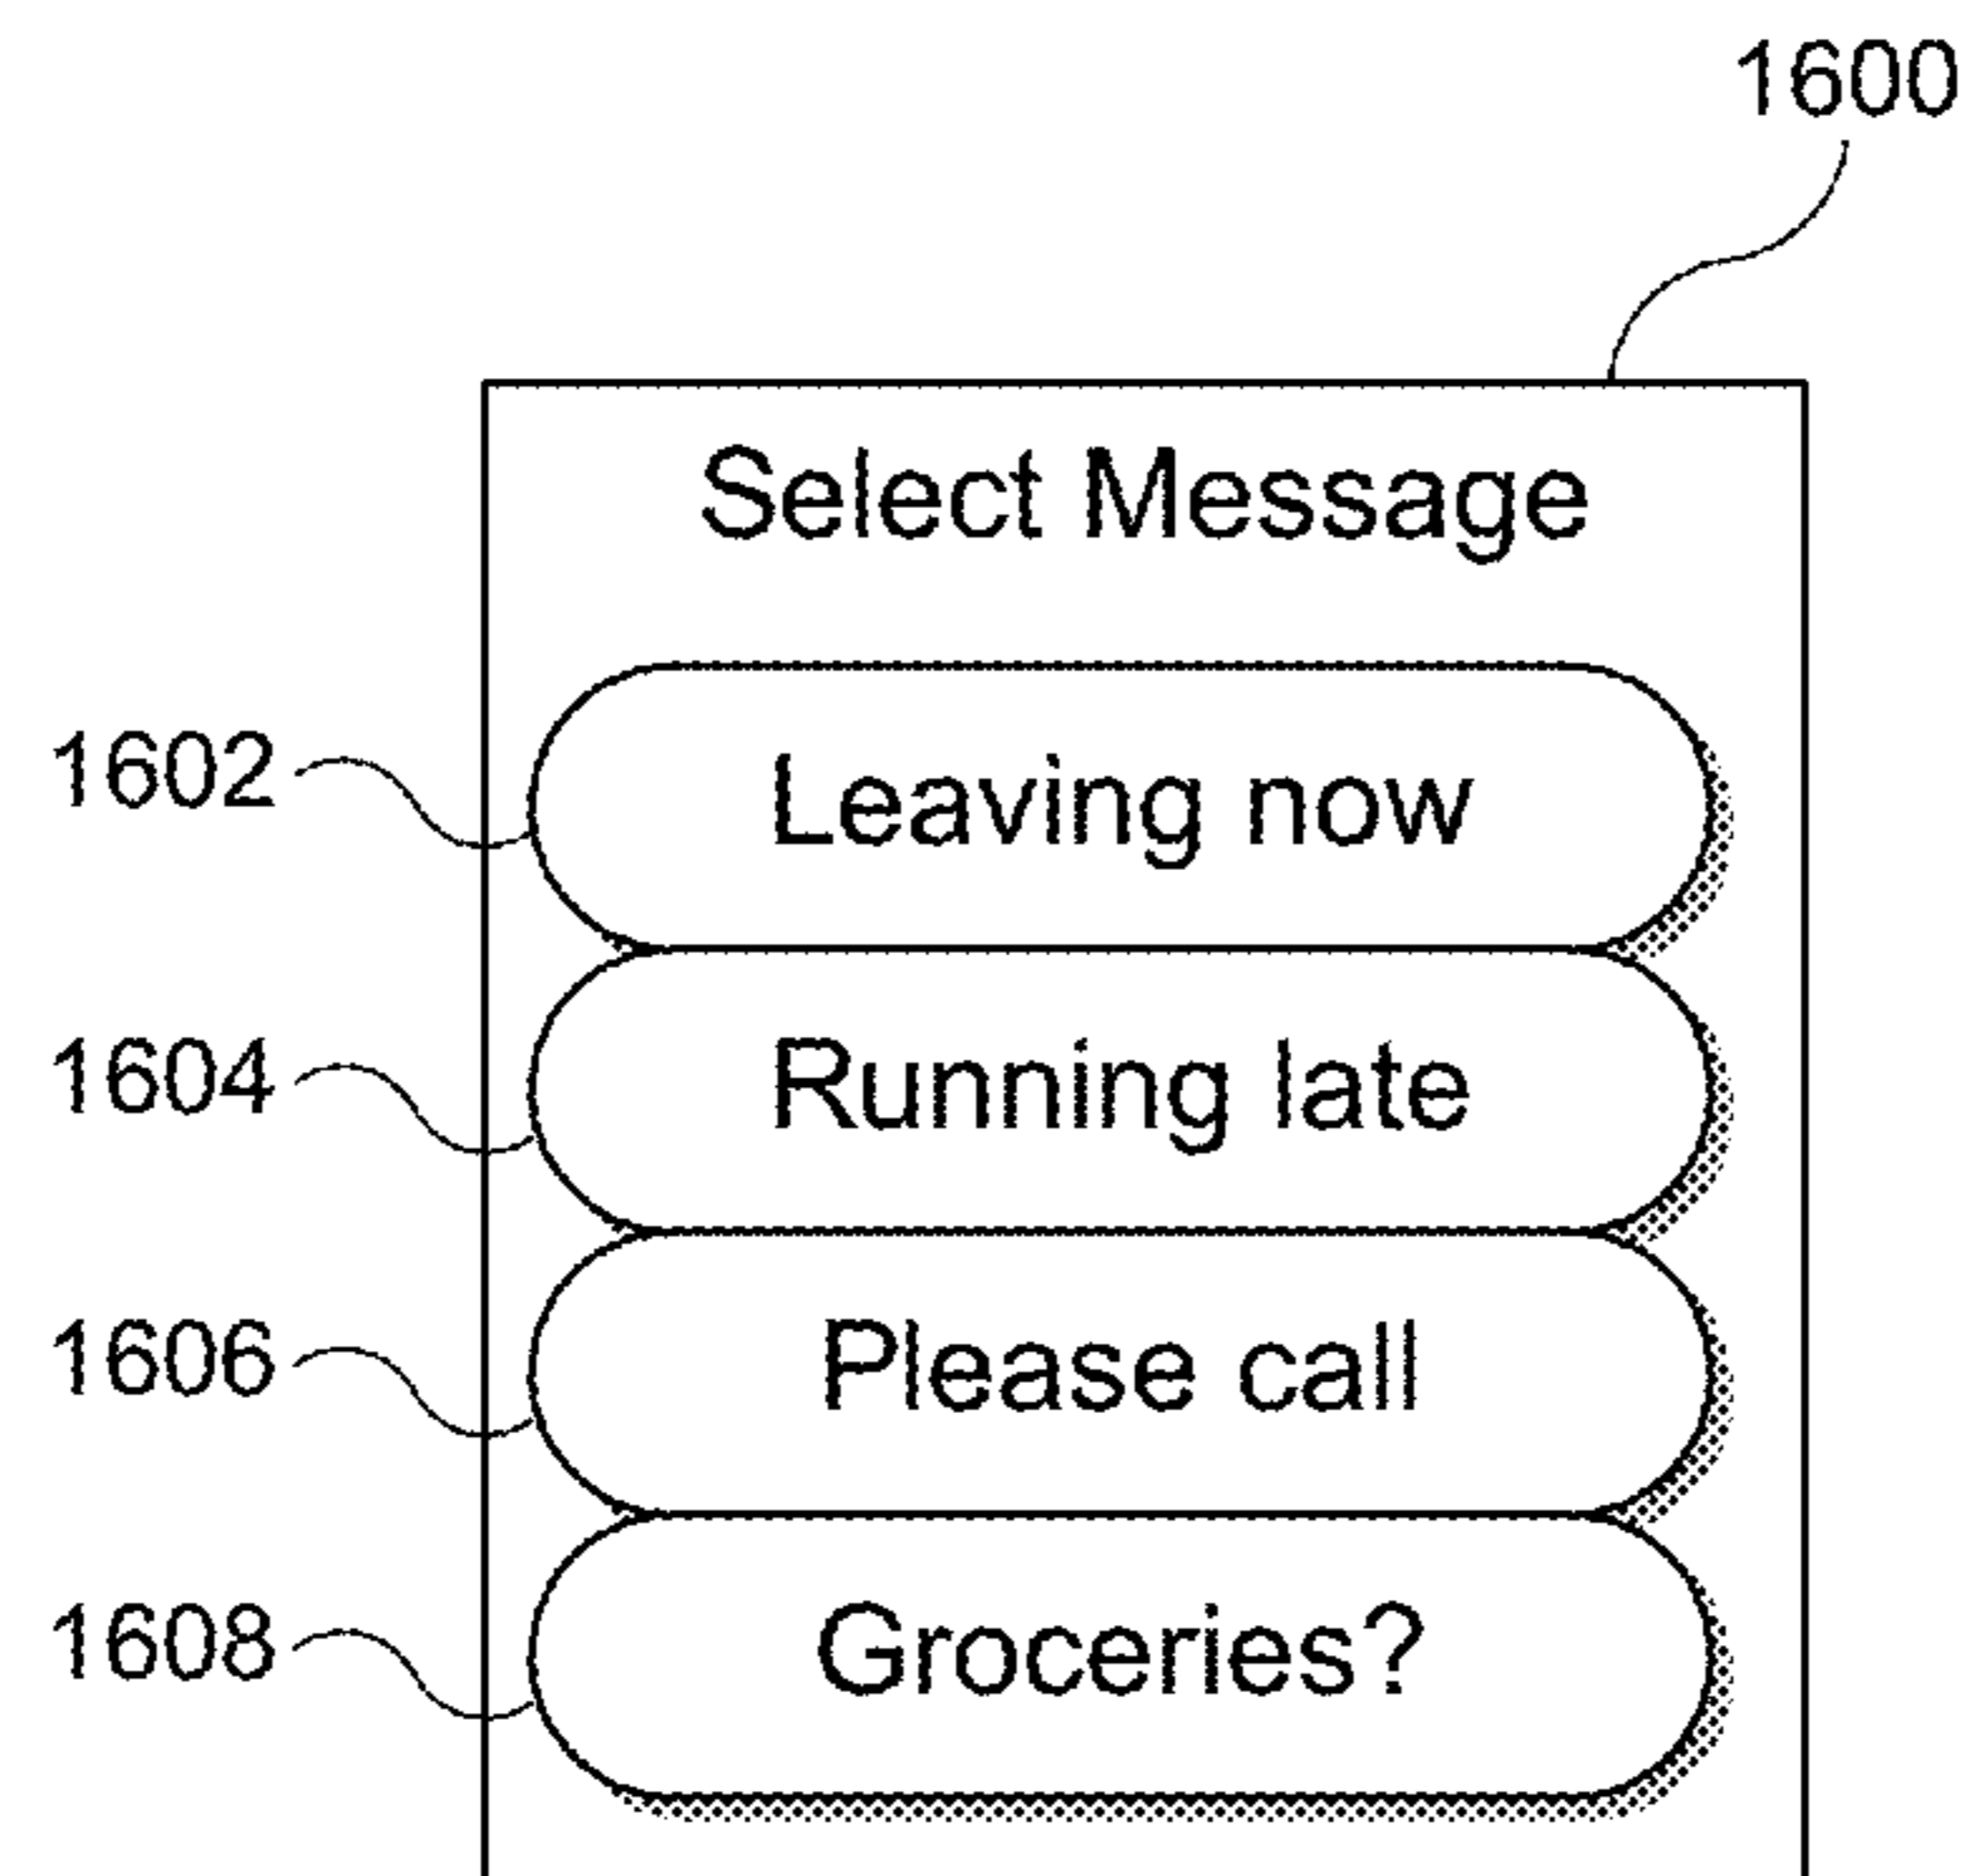 1600
Select Message
1602 Leaving now
1604 Running late
1606 Please call
1608 Groceries?